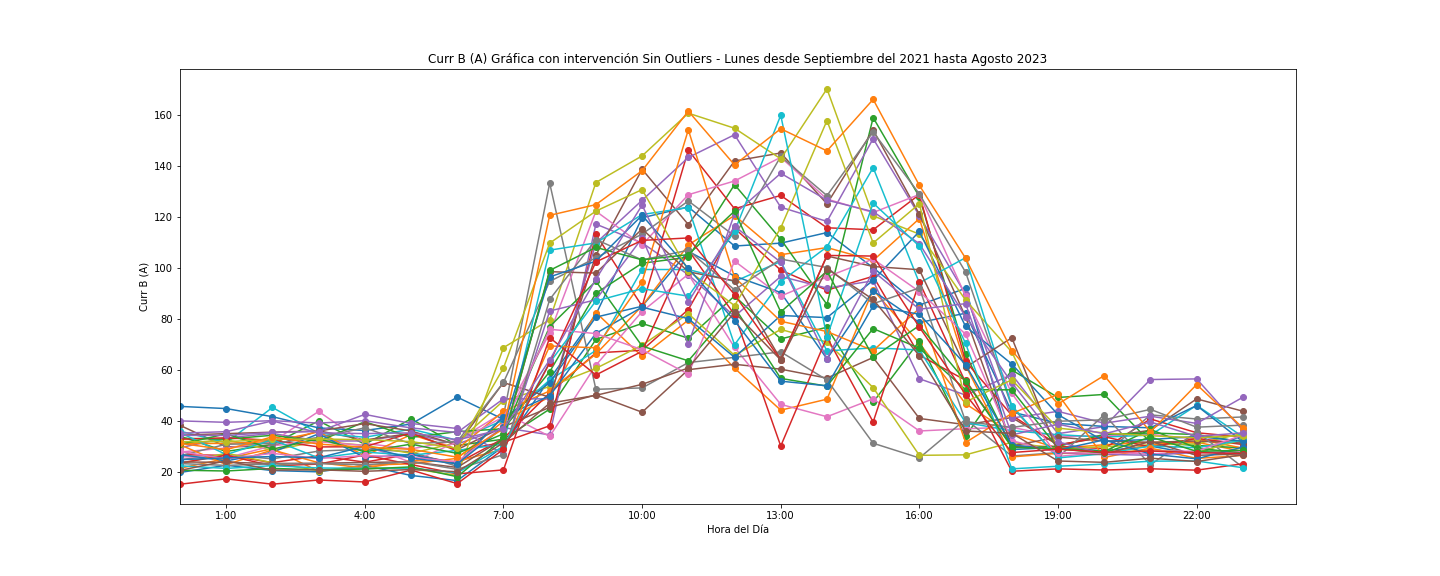 Curr B (A) Gráfica con intervención Sin Outliers - Lunes desde Septiembre del 2021 hasta Agosto 2023
Curr B (A)
160
140
120
100
80
60
40
20
1:00 4:00 7:00 10:00 13:00 16:00 19:00 22:00
Hora del Día